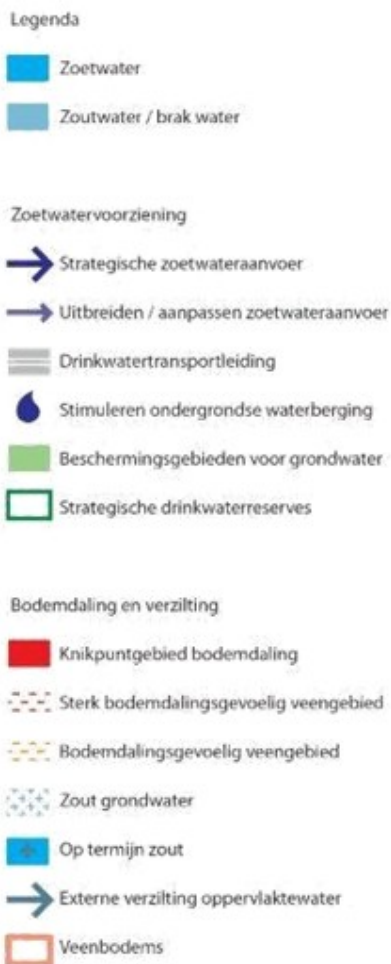 Legenda
Zoetwater
Zoutwater / brak water
Zoetwatervoorziening
Strategische zoetwateraanvoer
Uitbreiden / aanpassen zoetwateraanvoer
Drinkwatertransportleiding
Stimuleren ondergrondse waterberging
Beschermingsgebieden voor grondwater
Strategische drinkwaterreserves
Bodemdaling en verzilting
Knikpuntgebied bodemdaling
Sterk bodemdalingsgevoelig veengebied
Bodemdalingsgevoelig veengebied
Zout grondwater
Op termijn zout
Externe verzilting oppervlaktewater
Veenbodems